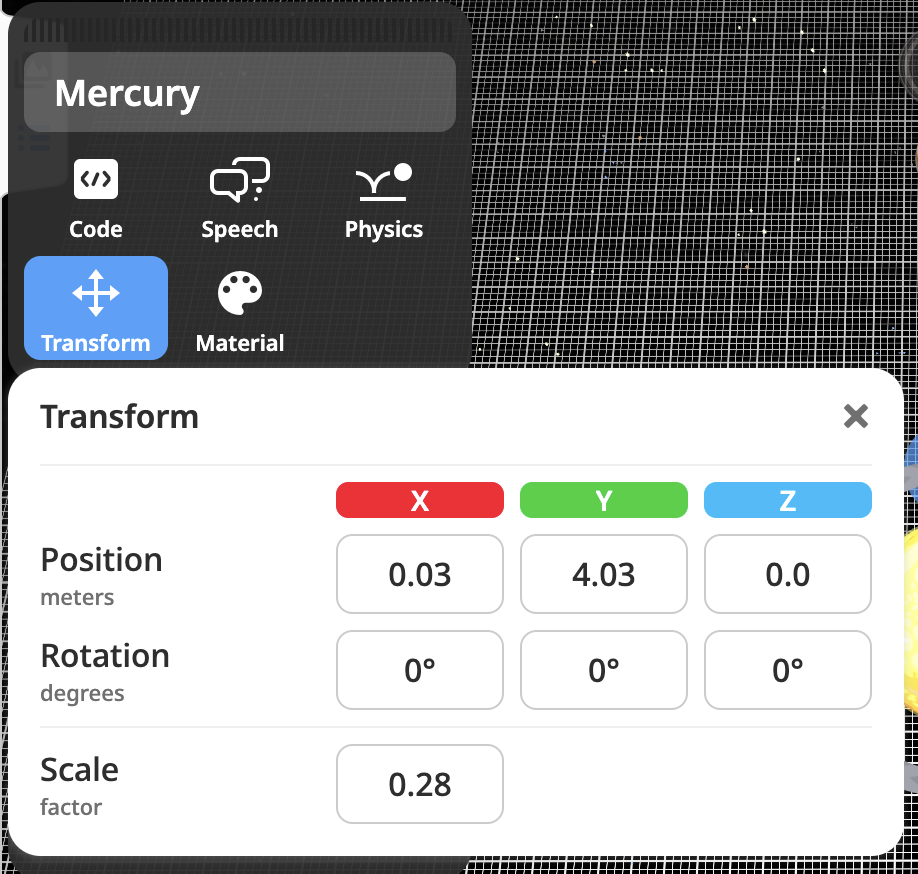 Mercury
Code Speech Physics
Transform Material
Transform
X Y Z
Position 0.03 4.03 0.0
meters
Rotation 0° 0° 0°
degrees
Scale 0.28
factor